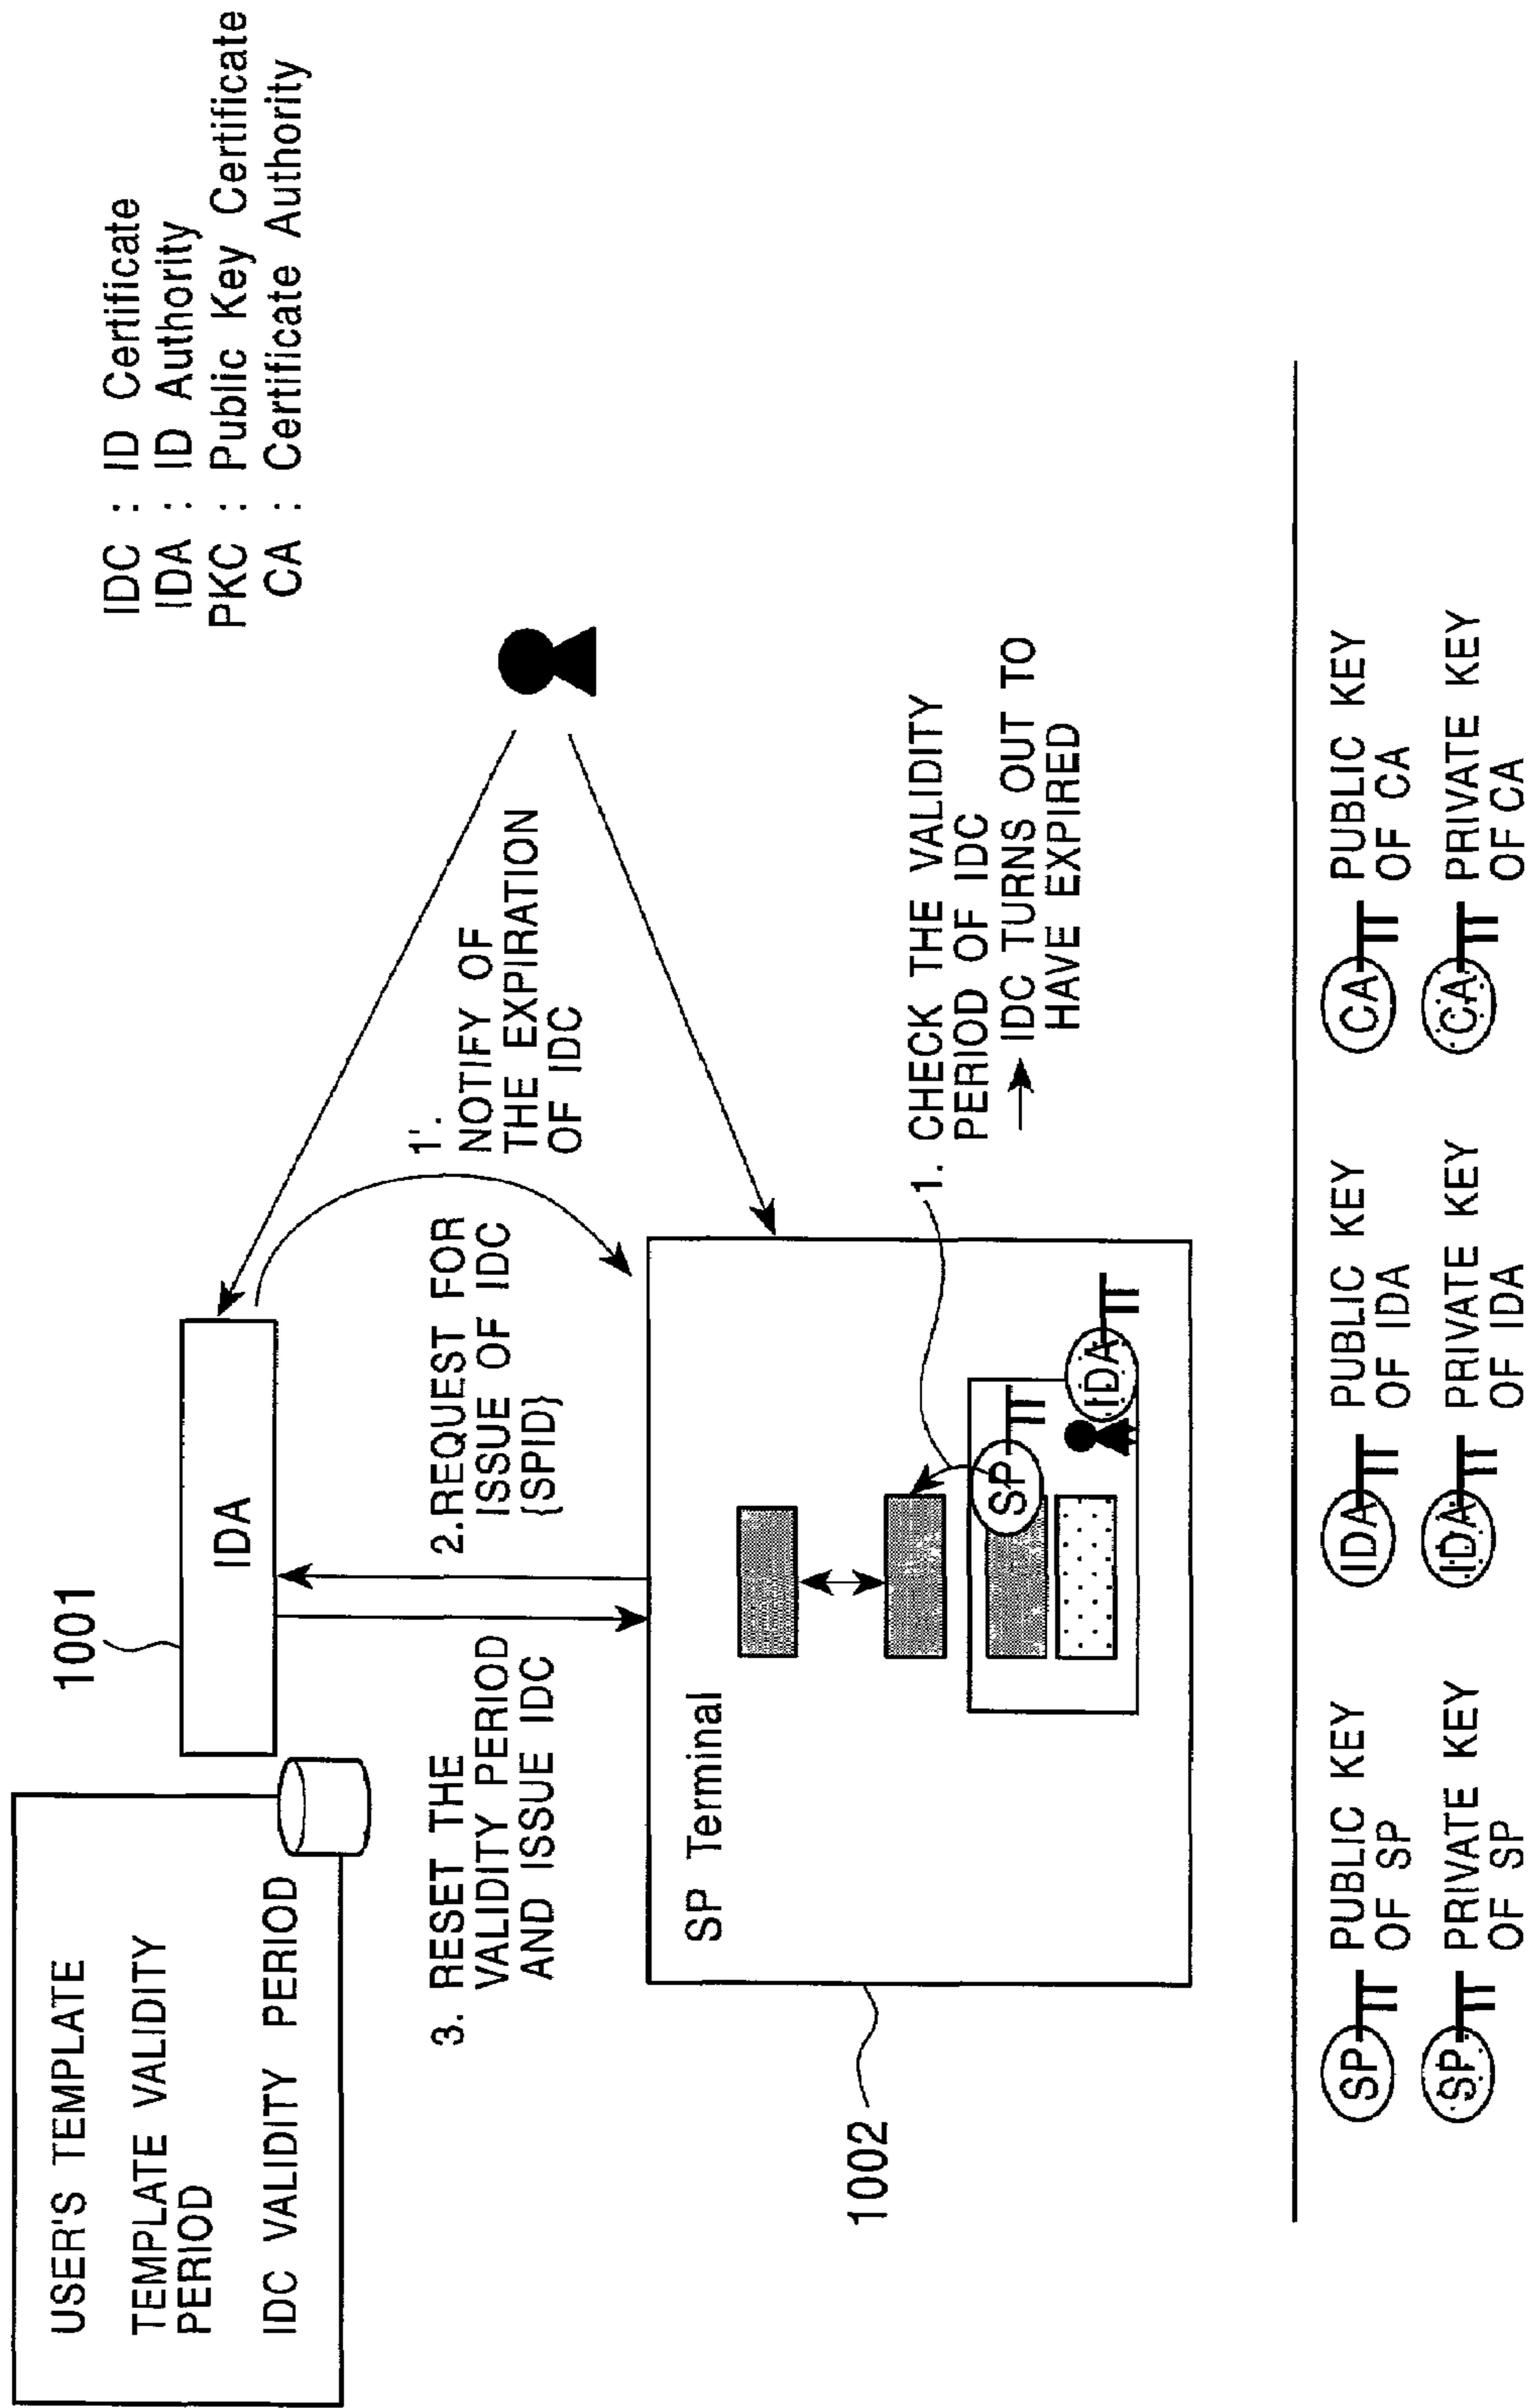 IDC : ID Certificate
IDA : ID Authority
PKC : Public Key Certificate
CA : Certificate Authority
USER'S TEMPLATE
TEMPLATE VALIDITY
PERIOD
IDC VALIDITY PERIOD
1001
IDA
1'.
NOTIFY OF
THE EXPIRATION
OF IDC
2.REQUEST FOR
ISSUE OF IDC
{SPID}
3. RESET THE
VALIDITY PERIOD
AND ISSUE IDC
SP Terminal
1002
SP
IDA
1. CHECK THE VALIDITY
PERIOD OF IDC
→ IDC TURNS OUT TO
HAVE EXPIRED
SP PUBLIC KEY
OF SP
IDA PUBLIC KEY
OF IDA
CA PUBLIC KEY
OF CA
SP PRIVATE KEY
OF SP
IDA PRIVATE KEY
OF IDA
CA PRIVATE KEY
OF CA